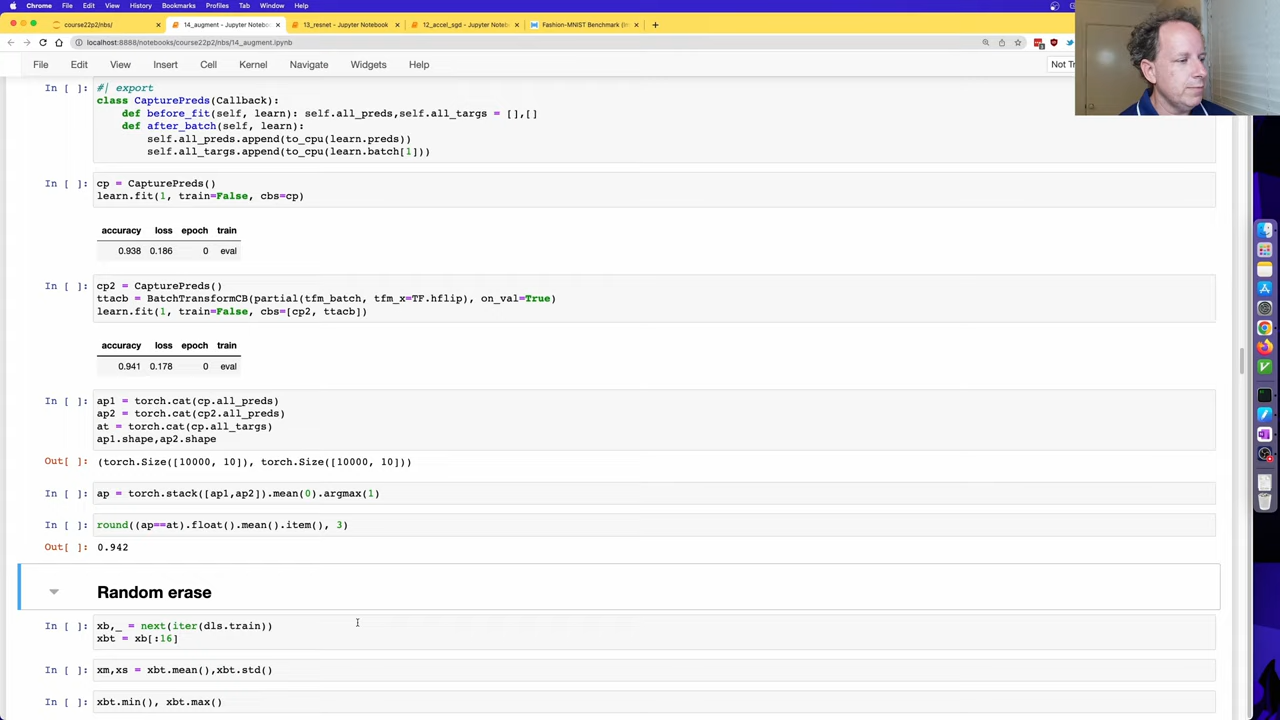 Chrome File Edit View History Bookmarks Profiles Tab Window Help
course22p2/nbs/ 14_augment - Jupyter Noteboo 13_resnet - Jupyter Notebook 12_accel_sgd - Jupyter Notebo Fashion-MNIST Benchmark (Im
localhost:8888/notebooks/course22p2/nbs/14_augment.ipynb
File Edit View Insert Cell Kernel Navigate Widgets Help Not Tr
In [ ]: #| export
class CapturePreds(Callback):
def before_fit(self, learn): self.all_preds,self.all_targs = [],[]
def after_batch(self, learn):
self.all_preds.append(to_cpu(learn.preds))
self.all_targs.append(to_cpu(learn.batch[1]))
In [ ]: cp = CapturePreds()
learn.fit(1, train=False, cbs=cp)
accuracy loss epoch train
0.938 0.186 0 eval
In [ ]: cp2 = CapturePreds()
ttacb = BatchTransformCB(partial(tfm_batch, tfm_x=TF.hflip), on_val=True)
learn.fit(1, train=False, cbs=[cp2, ttacb])
accuracy loss epoch train
0.941 0.178 0 eval
In [ ]: ap1 = torch.cat(cp.all_preds)
ap2 = torch.cat(cp2.all_preds)
at = torch.cat(cp.all_targs)
ap1.shape,ap2.shape
Out[ ]: (torch.Size([10000, 10]), torch.Size([10000, 10]))
In [ ]: ap = torch.stack([ap1,ap2]).mean(0).argmax(1)
In [ ]: round((ap==at).float().mean().item(), 3)
Out[ ]: 0.942
Random erase
In [ ]: xb,_ = next(iter(dls.train))
xbt = xb[:16]
In [ ]: xm,xs = xbt.mean(),xbt.std()
In [ ]: xbt.min(), xbt.max()